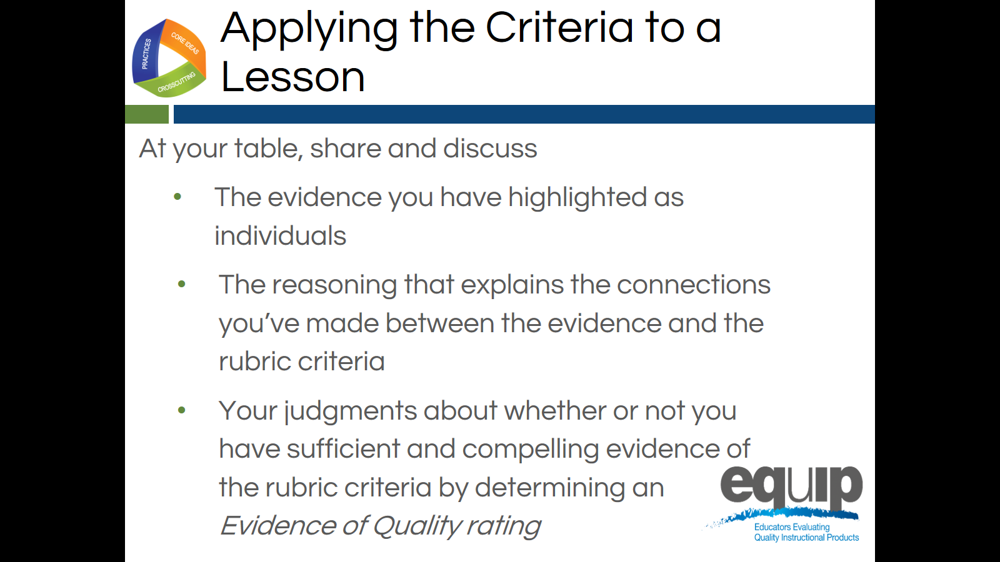 Applying the Criteria to a
Lesson
PRACTICES
CORE IDEAS
CROSSCUTTING
At your table, share and discuss
• The evidence you have highlighted as
individuals
• The reasoning that explains the connections
you’ve made between the evidence and the
rubric criteria
• Your judgments about whether or not you
have sufficient and compelling evidence of
the rubric criteria by determining an
Evidence of Quality rating
equip
Educators Evaluating
Quality Instructional Products